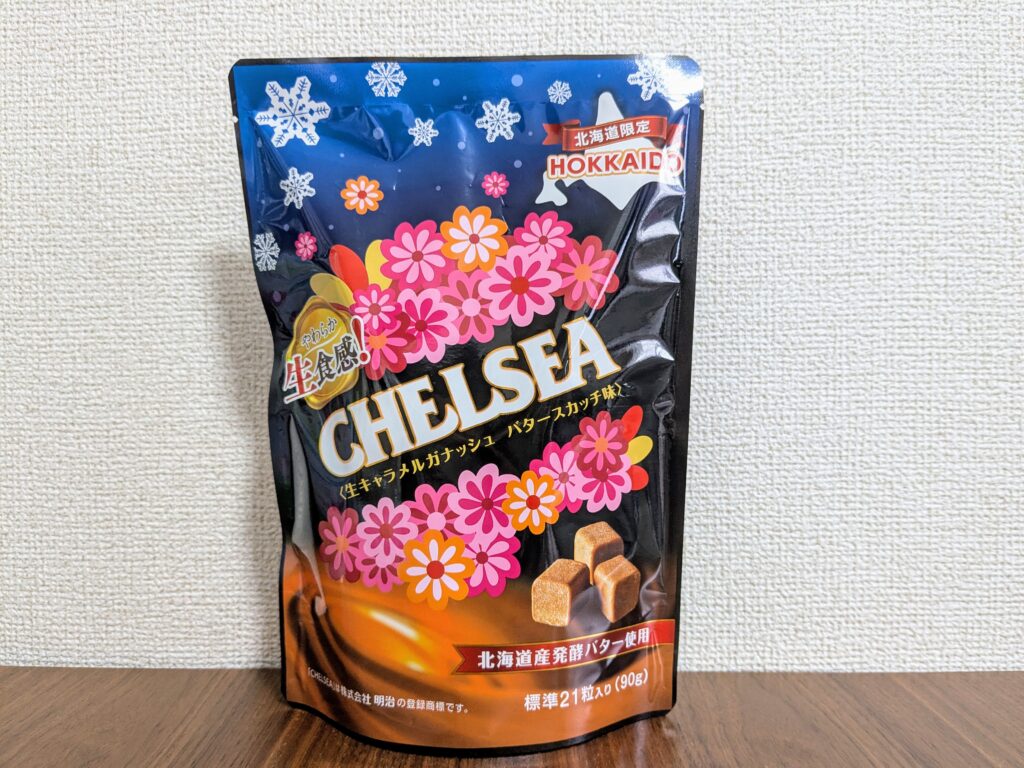 北海道限定
HOKKAIDO
やわらか
生食感!
CHELSEA
〈生キャラメルガナッシュ バタースカッチ味〉
北海道産発酵バター使用
「CHELSEA」は株式会社 明治 の登録商標です。
標準21粒入り(90g)